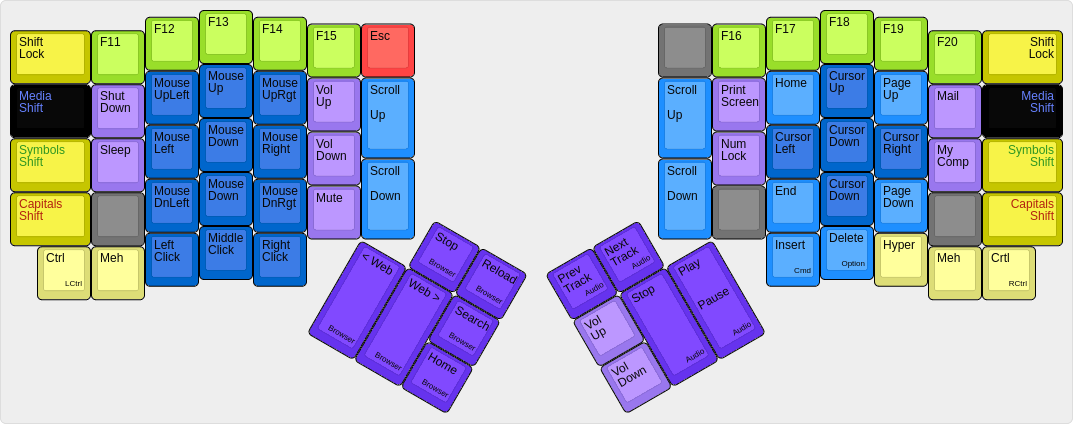 Shift
Lock
F11
F12
F13
F14
F15
Esc
F16
F17
F18
F19
F20
Shift
Lock
Media
Shift
Shut
Down
Mouse
UpLeft
Mouse
Up
Mouse
UpRgt
Vol
Up
Scroll
Up
Scroll
Up
Print
Screen
Home
Cursor
Up
Page
Up
Mail
Media
Shift
Symbols
Shift
Sleep
Mouse
Left
Mouse
Down
Mouse
Right
Vol
Down
Scroll
Down
Scroll
Down
Num
Lock
Cursor
Left
Cursor
Down
Cursor
Right
My
Comp
Symbols
Shift
Capitals
Shift
Mouse
DnLeft
Mouse
Down
Mouse
DnRgt
Mute
End
Cursor
Down
Page
Down
Capitals
Shift
Ctrl
LCtrl
Meh
Left
Click
Middle
Click
Right
Click
Insert
Cmd
Delete
Option
Hyper
Meh
Crtl
RCtrl
< Web
Browser
Stop
Browser
Reload
Browser
Web >
Browser
Search
Browser
Home
Browser
Prev
Track
Audio
Next
Track
Audio
Play
Pause
Audio
Vol
Up
Stop
Audio
Vol
Down